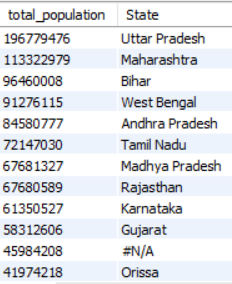 total_population State
196779476 Uttar Pradesh
113322979 Maharashtra
96460008 Bihar
91276115 West Bengal
84580777 Andhra Pradesh
72147030 Tamil Nadu
67681327 Madhya Pradesh
67680589 Rajasthan
61350527 Karnataka
58312606 Gujarat
45984208 #N/A
41974218 Orissa